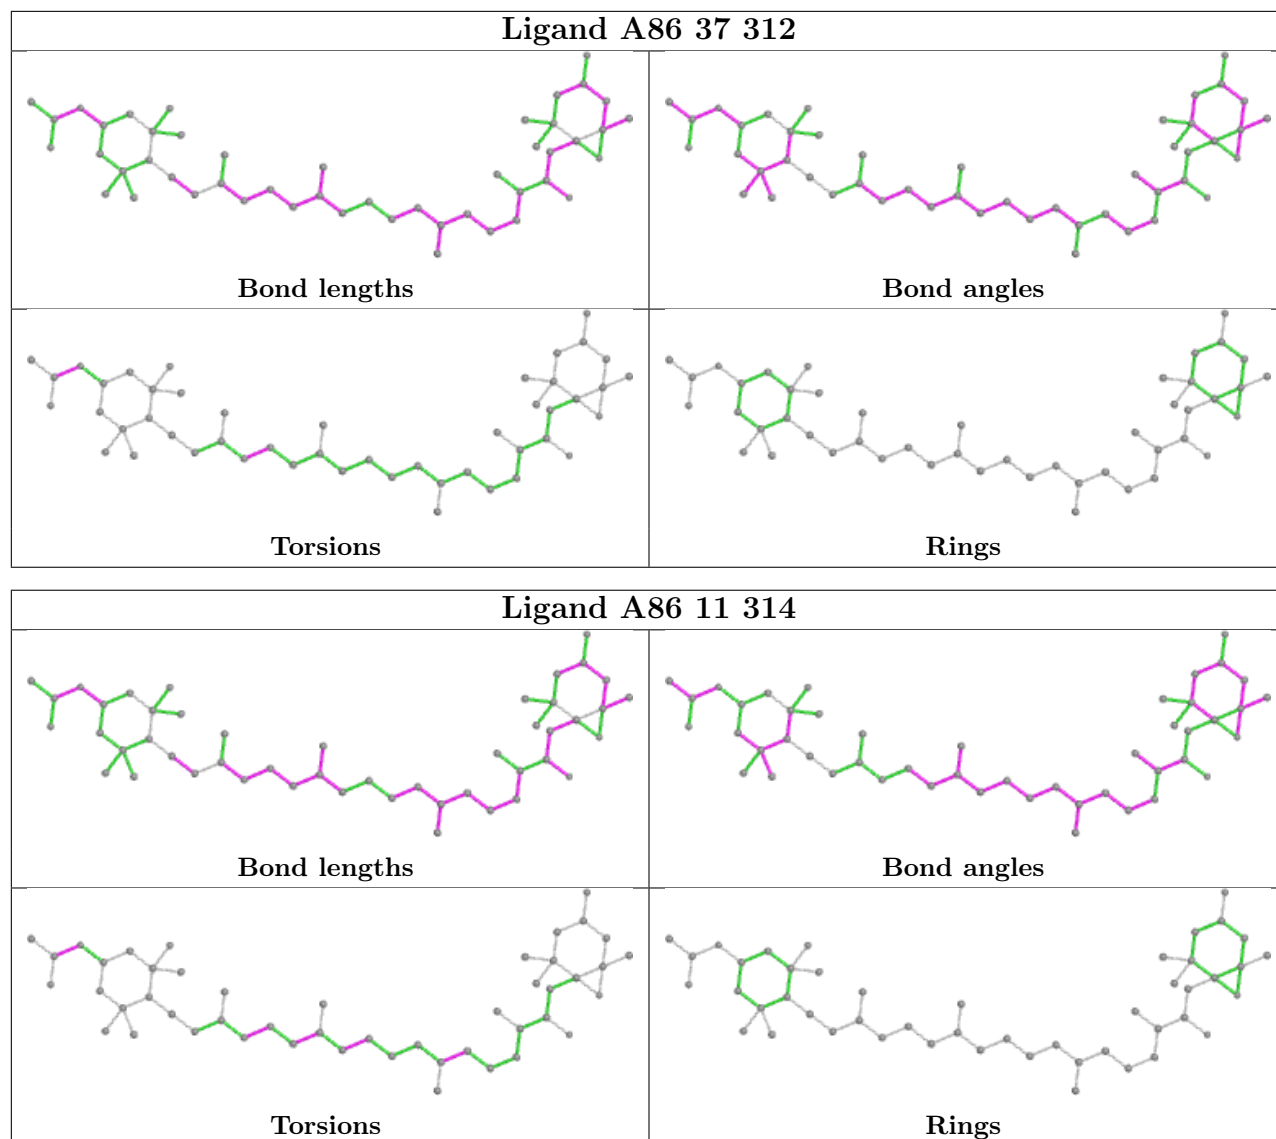 Ligand A86 37 312
Bond lengths
Bond angles
Torsions
Rings
Ligand A86 11 314
Bond lengths
Bond angles
Torsions
Rings